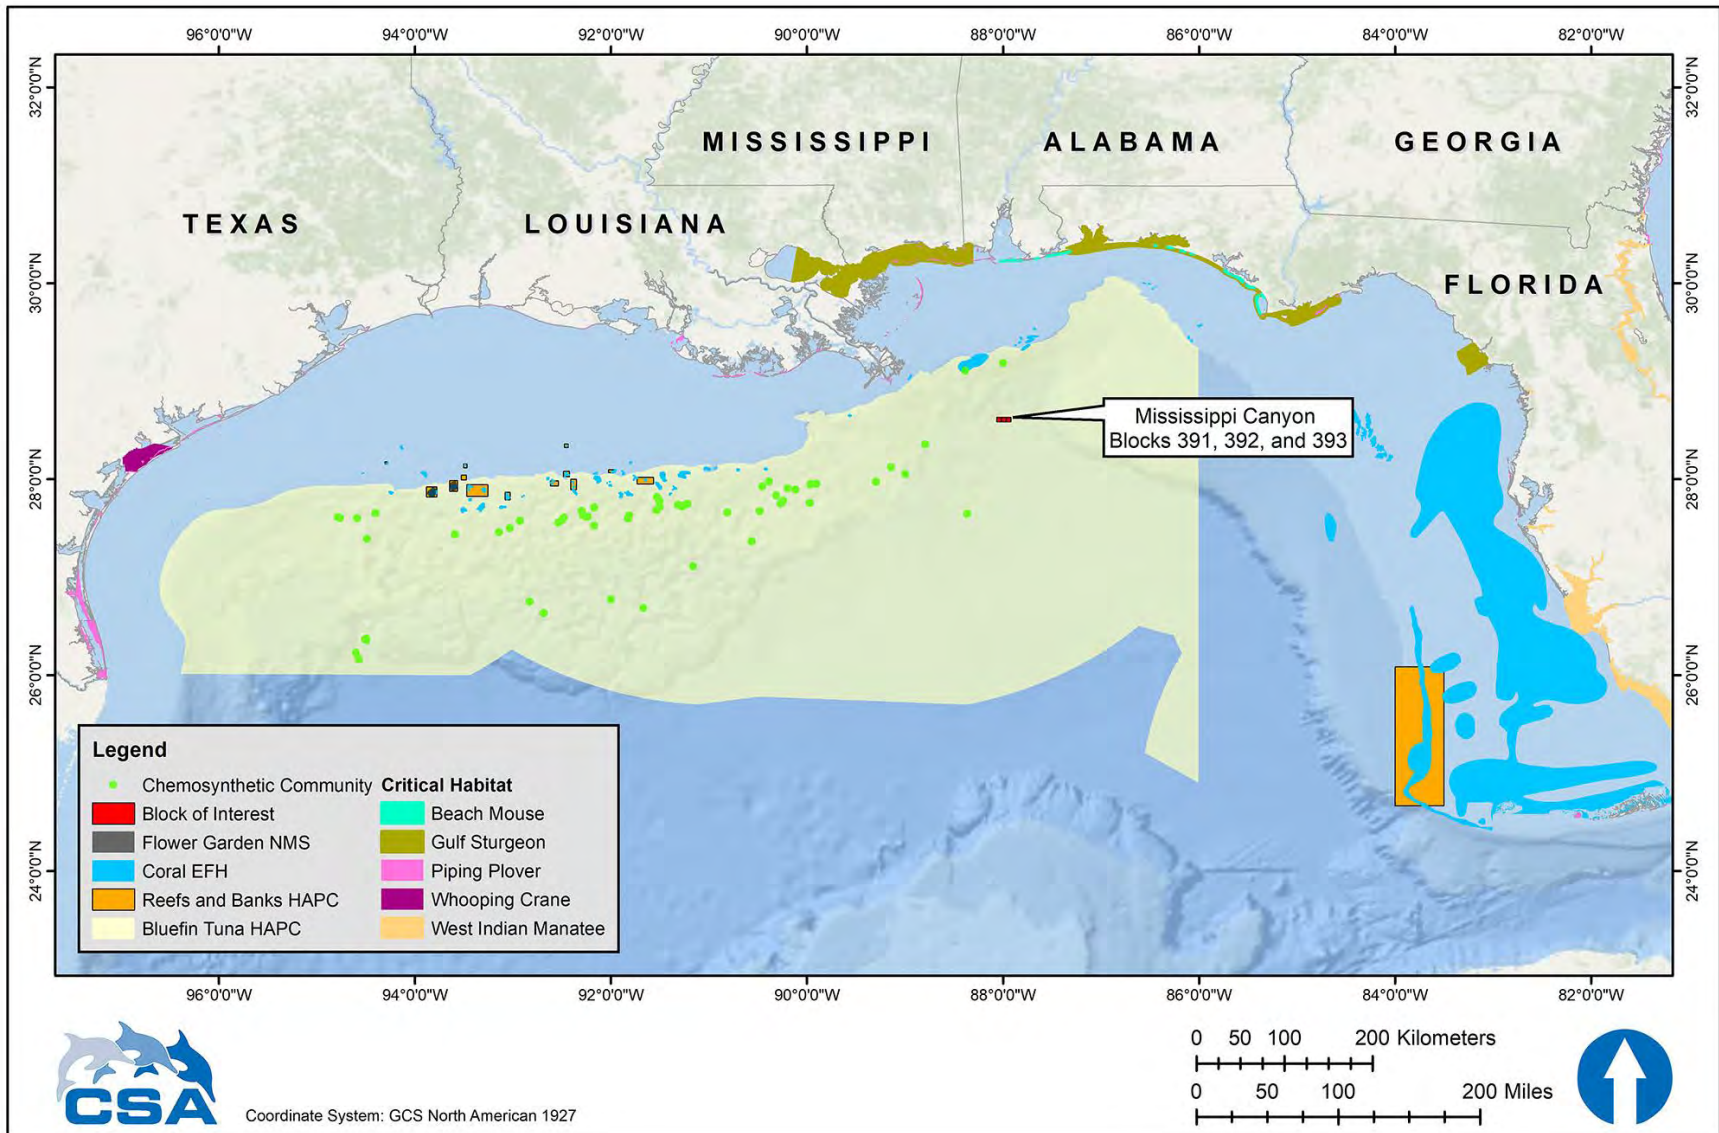 96°0'0"W 94°0'0"W 92°0'0"W 90°0'0"W 88°0'0"W 86°0'0"W 84°0'0"W 82°0'0"W
32°0'0"N
32°0'0"N
MISSISSIPPI ALABAMA GEORGIA
TEXAS LOUISIANA
30°0'0"N
FLORIDA
30°0'0"N
Mississippi Canyon
Blocks 391, 392, and 393
28°0'0"N
28°0'0"N
26°0'0"N
26°0'0"N
Legend
Chemosynthetic Community
Block of Interest
Flower Garden NMS
Coral EFH
Reefs and Banks HAPC
Bluefin Tuna HAPC
Critical Habitat
Beach Mouse
Gulf Sturgeon
Piping Plover
Whooping Crane
West Indian Manatee
24°0'0"N
24°0'0"N
96°0'0"W 94°0'0"W 92°0'0"W 90°0'0"W 88°0'0"W 86°0'0"W 84°0'0"W 82°0'0"W
CSA
Coordinate System: GCS North American 1927
0 50 100 200 Kilometers
0 50 100 200 Miles